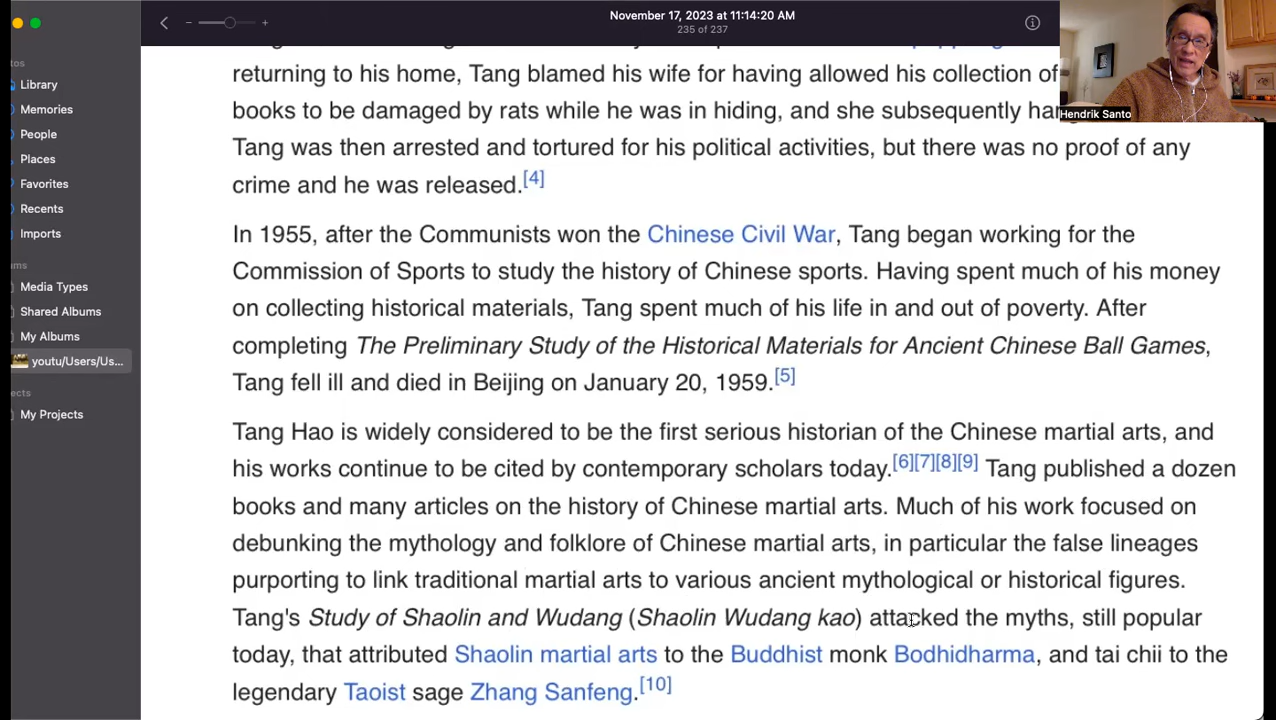 November 17, 2023 at 11:14:20 AM
235 of 237
Library
Memories
People
Places
Favorites
Recents
Imports
Media Types
Shared Albums
My Albums
youtu/Users/Us...
My Projects
Hendrik Santo
returning to his home, Tang blamed his wife for having allowed his collection of
books to be damaged by rats while he was in hiding, and she subsequently
Tang was then arrested and tortured for his political activities, but there was no proof of any
crime and he was released.[4]
In 1955, after the Communists won the Chinese Civil War, Tang began working for the
Commission of Sports to study the history of Chinese sports. Having spent much of his money
on collecting historical materials, Tang spent much of his life in and out of poverty. After
completing The Preliminary Study of the Historical Materials for Ancient Chinese Ball Games,
Tang fell ill and died in Beijing on January 20, 1959.[5]
Tang Hao is widely considered to be the first serious historian of the Chinese martial arts, and
his works continue to be cited by contemporary scholars today.[6][7][8][9] Tang published a dozen
books and many articles on the history of Chinese martial arts. Much of his work focused on
debunking the mythology and folklore of Chinese martial arts, in particular the false lineages
purporting to link traditional martial arts to various ancient mythological or historical figures.
Tang's Study of Shaolin and Wudang (Shaolin Wudang kao) attacked the myths, still popular
today, that attributed Shaolin martial arts to the Buddhist monk Bodhidharma, and tai chii to the
legendary Taoist sage Zhang Sanfeng.[10]